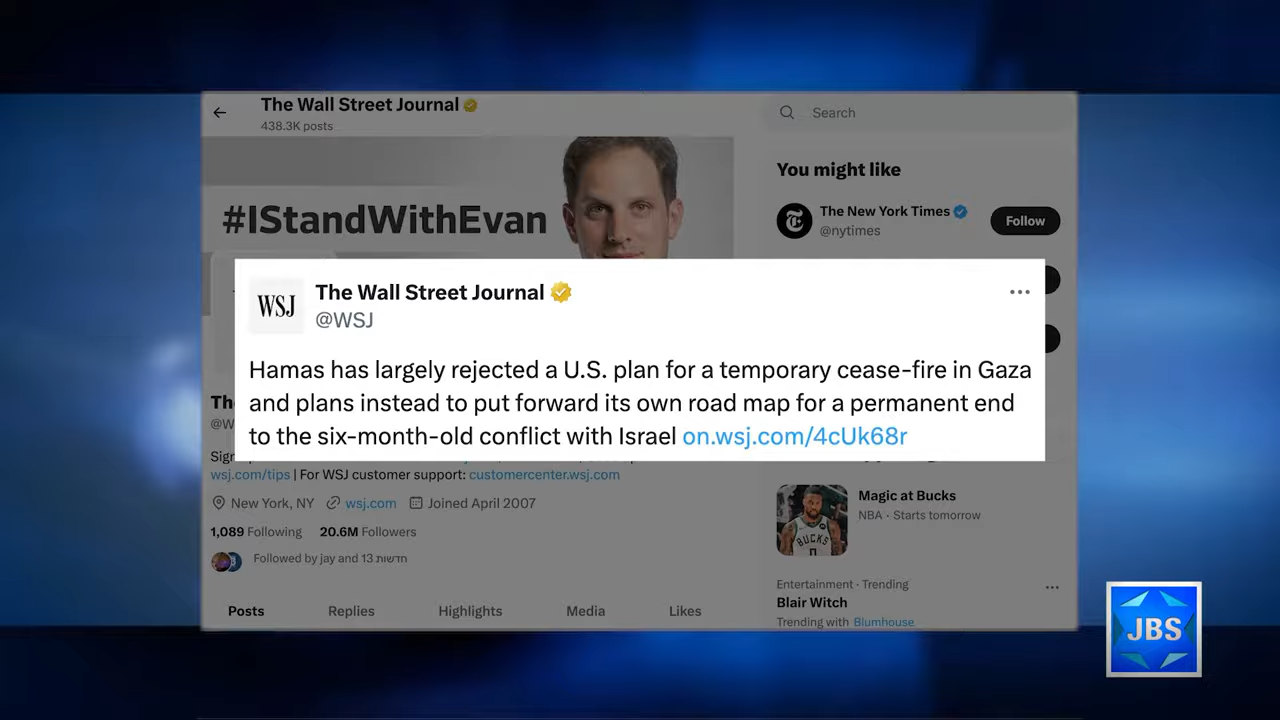 The Wall Street Journal
438.3K posts
Search
#IStandWithEvan
You might like
The New York Times
@nytimes
Follow
WSJ
The Wall Street Journal
@WSJ
Hamas has largely rejected a U.S. plan for a temporary cease-fire in Gaza
and plans instead to put forward its own road map for a permanent end
to the six-month-old conflict with Israel on.wsj.com/4cUk68r
Th
@W
Sign
wsj.com/tips | For WSJ customer support: customercenter.wsj.com
New York, NY wsj.com Joined April 2007
1,089 Following 20.6M Followers
Followed by jay and חדשות 13
Posts Replies Highlights Media Likes
Magic at Bucks
NBA · Starts tomorrow
BUCKS
Entertainment · Trending
Blair Witch
Trending with Blumhouse
JBS